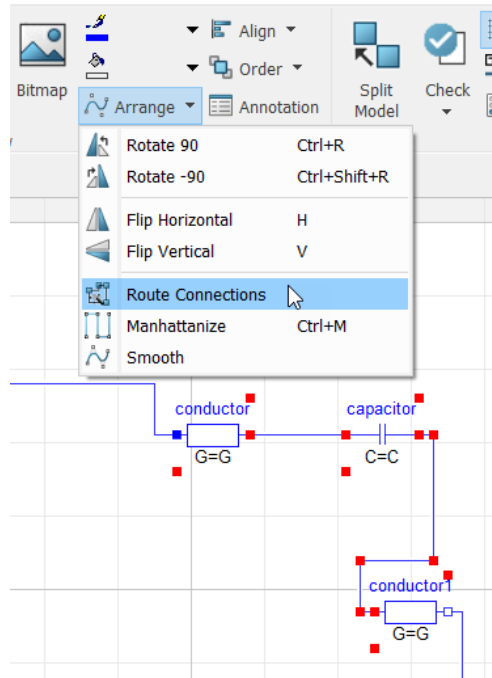 Align
Order
Bitmap
Arrange
Annotation
Split
Model
Check
Rotate 90 Ctrl+R
Rotate -90 Ctrl+Shift+R
Flip Horizontal H
Flip Vertical V
Route Connections
Manhattanize Ctrl+M
Smooth
conductor
capacitor
G=G
C=C
conductor1
G=G